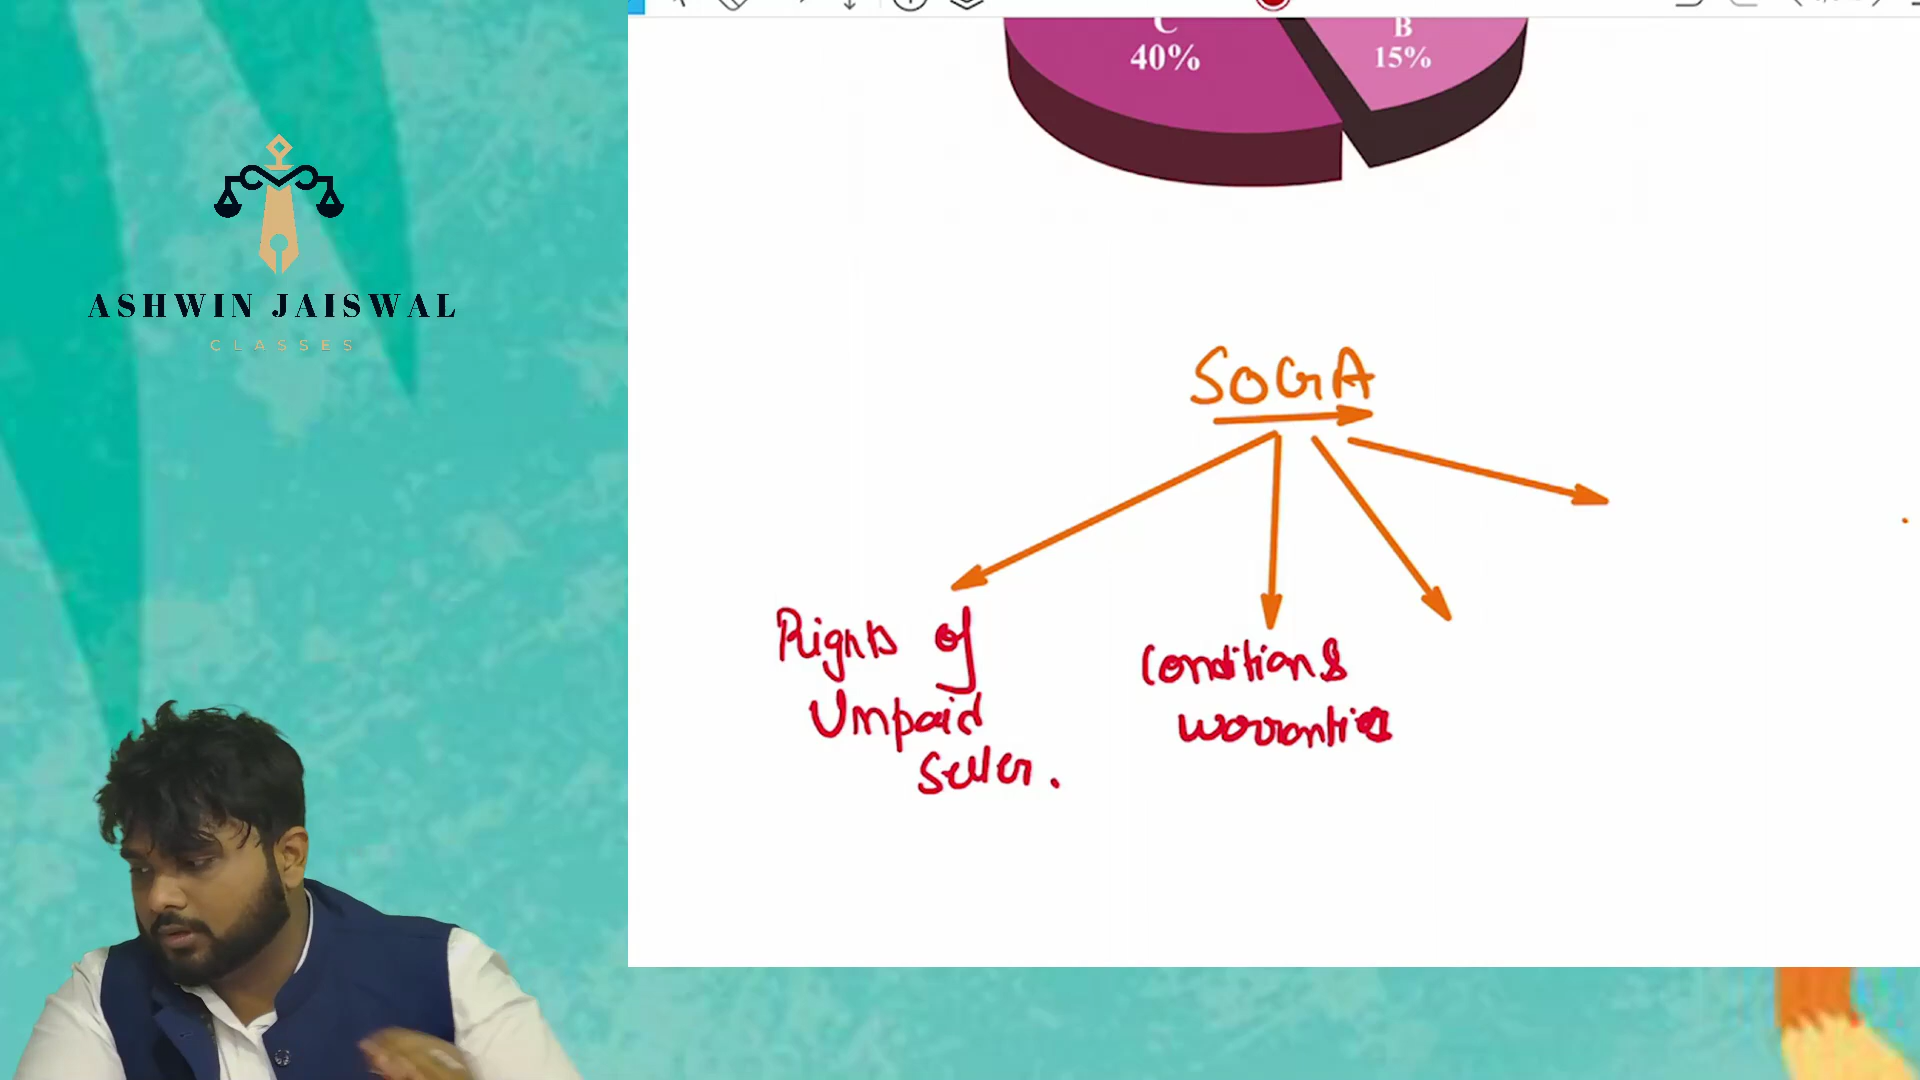 C
40%
B
15%
ASHWIN JAISWAL
CLASSES
SOGA
Rights of
Unpaid
Seller.
Conditions
warranties